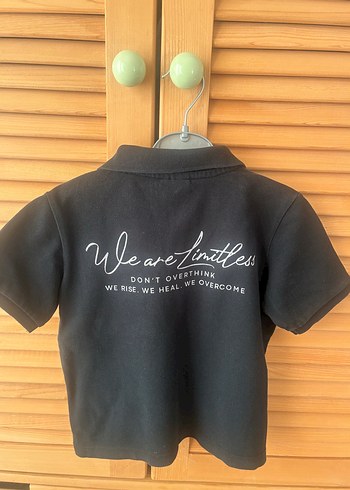 We are Limitless
DON'T OVERTHINK
WE RISE. WE HEAL. WE OVERCOME